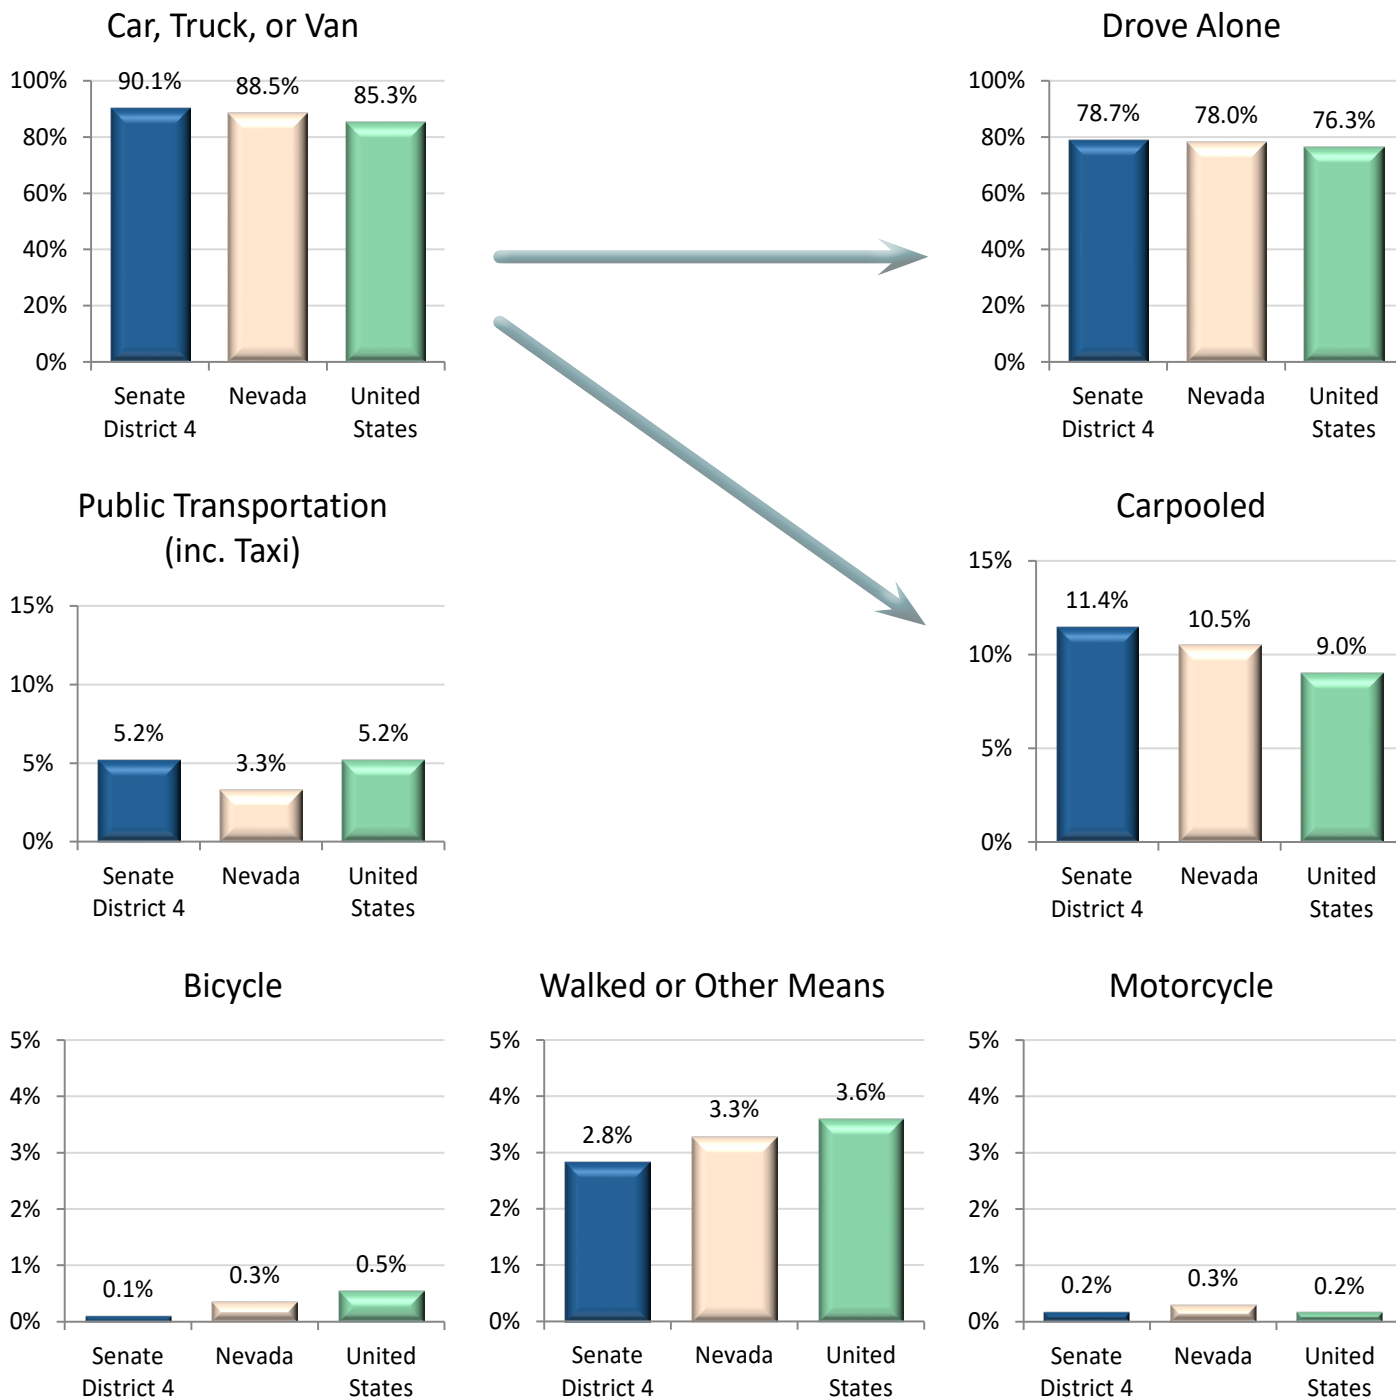 Car, Truck, or Van
100%
80%
60%
40%
20%
0%
90.1%
88.5%
85.3%
Senate
District 4
Nevada
United
States
Drove Alone
100%
80%
60%
40%
20%
0%
78.7%
78.0%
76.3%
Senate
District 4
Nevada
United
States
Public Transportation
(inc. Taxi)
15%
10%
5%
0%
5.2%
3.3%
5.2%
Senate
District 4
Nevada
United
States
Carpooled
15%
10%
5%
0%
11.4%
10.5%
9.0%
Senate
District 4
Nevada
United
States
Bicycle
5%
4%
3%
2%
1%
0%
0.1%
0.3%
0.5%
Senate
District 4
Nevada
United
States
Walked or Other Means
5%
4%
3%
2%
1%
0%
2.8%
3.3%
3.6%
Senate
District 4
Nevada
United
States
Motorcycle
5%
4%
3%
2%
1%
0%
0.2%
0.3%
0.2%
Senate
District 4
Nevada
United
States